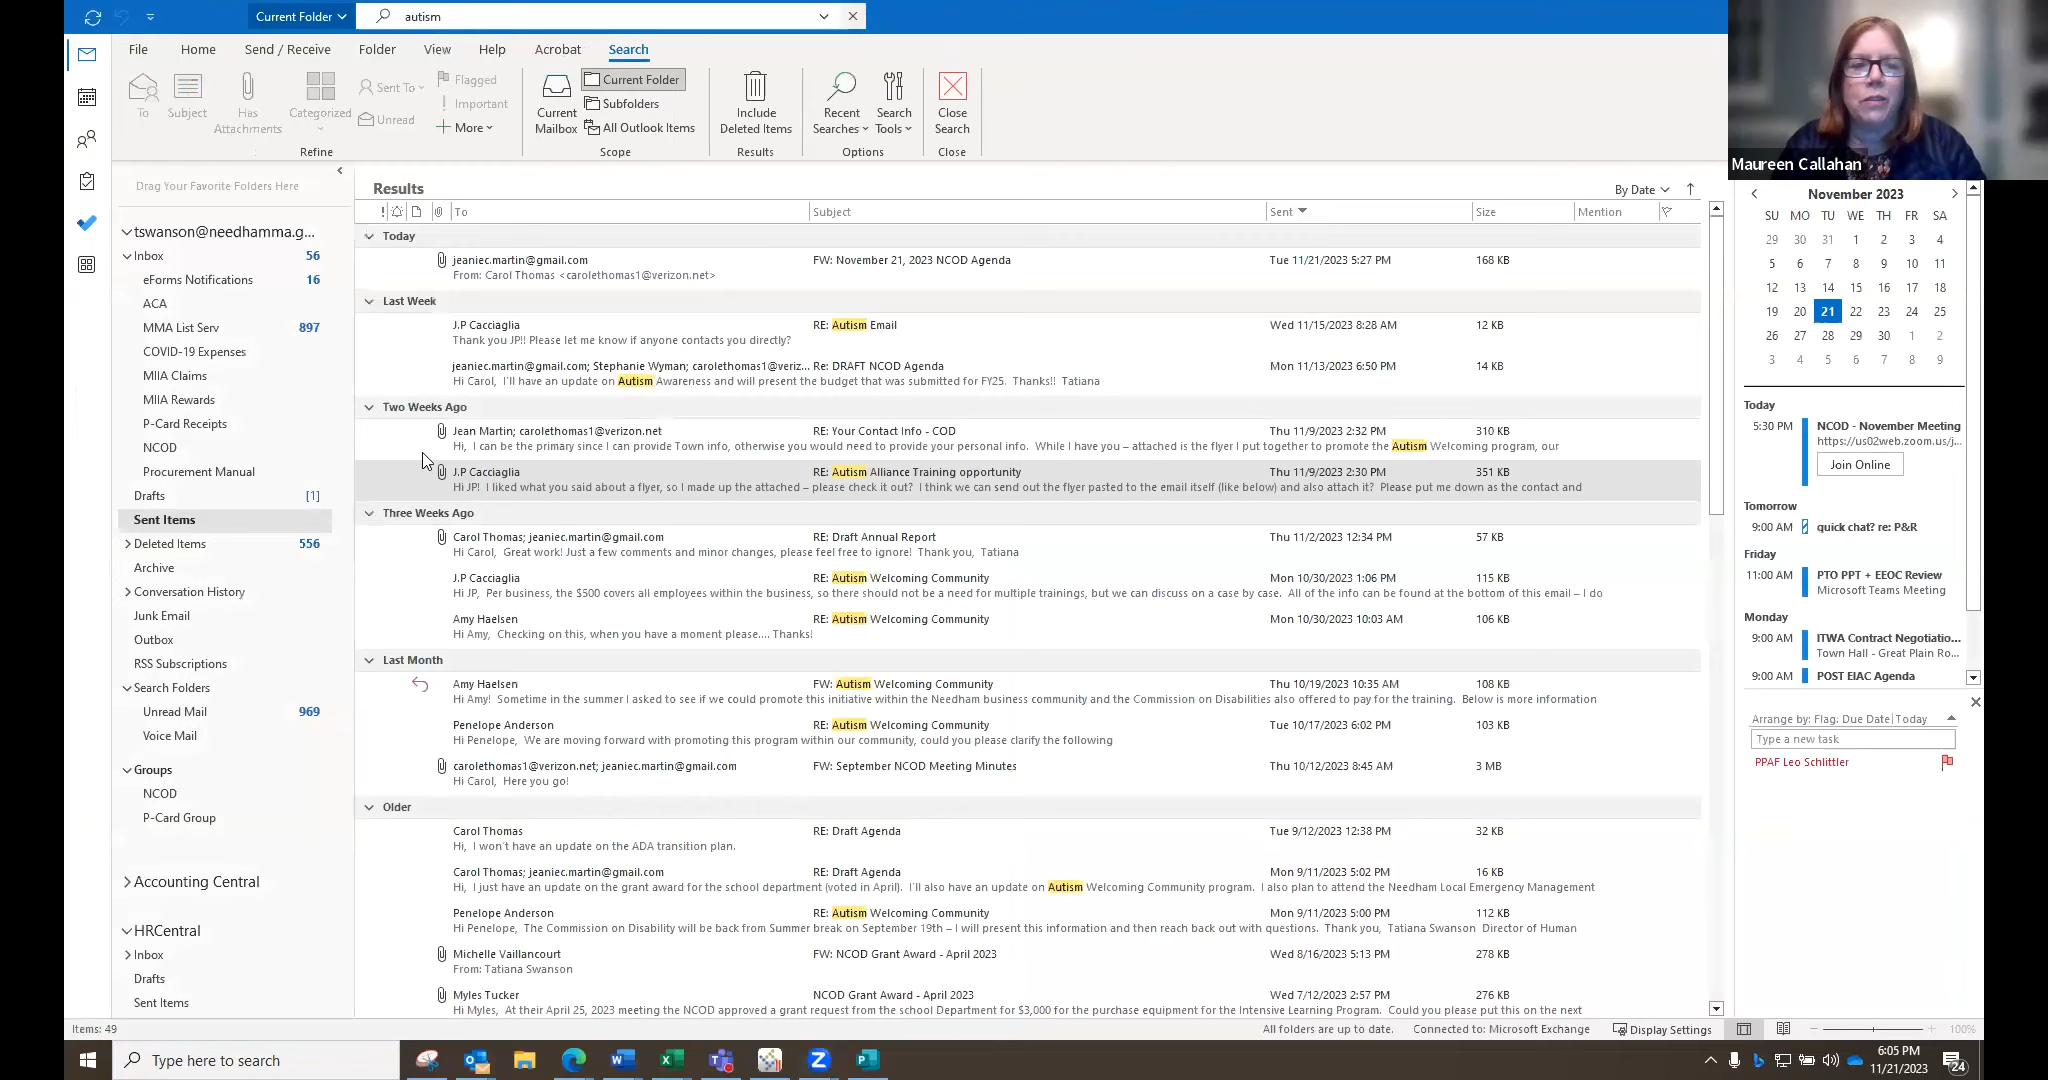 Current Folder
autism
File Home Send / Receive Folder View Help Acrobat Search
To
Subject
Has Attachments
Categorized
Sent To
Unread
Flagged
Important
More
Refine
Current Mailbox
Current Folder
Subfolders
All Outlook Items
Scope
Include Deleted Items
Results
Recent Searches
Search Tools
Options
Close Search
Close
Maureen Callahan
Drag Your Favorite Folders Here
tswanson@needhamma.g...
Inbox 56
eForms Notifications 16
ACA
MMA List Serv 897
COVID-19 Expenses
MIIA Claims
MIIA Rewards
P-Card Receipts
NCOD
Procurement Manual
Drafts [1]
Sent Items
Deleted Items 556
Archive
Conversation History
Junk Email
Outbox
RSS Subscriptions
Search Folders
Unread Mail 969
Voice Mail
Groups
NCOD
P-Card Group
Accounting Central
HRCentral
Inbox
Drafts
Sent Items
Results By Date
! To Subject Sent Size Mention
Today
jeaniec.martin@gmail.com FW: November 21, 2023 NCOD Agenda Tue 11/21/2023 5:27 PM 168 KB
From: Carol Thomas <carolethomas1@verizon.net>
Last Week
J.P Cacciaglia RE: Autism Email Wed 11/15/2023 8:28 AM 12 KB
Thank you JP!! Please let me know if anyone contacts you directly?
jeaniec.martin@gmail.com; Stephanie Wyman; carolethomas1@veriz... Re: DRAFT NCOD Agenda Mon 11/13/2023 6:50 PM 14 KB
Hi Carol, I'll have an update on Autism Awareness and will present the budget that was submitted for FY25. Thanks!! Tatiana
Two Weeks Ago
Jean Martin; carolethomas1@verizon.net RE: Your Contact Info - COD Thu 11/9/2023 2:32 PM 310 KB
Hi, I can be the primary since I can provide Town info, otherwise you would need to provide your personal info. While I have you – attached is the flyer I put together to promote the Autism Welcoming program, our
J.P Cacciaglia RE: Autism Alliance Training opportunity Thu 11/9/2023 2:30 PM 351 KB
Hi JP! I liked what you said about a flyer, so I made up the attached – please check it out? I think we can send out the flyer pasted to the email itself (like below) and also attach it? Please put me down as the contact and
Three Weeks Ago
Carol Thomas; jeaniec.martin@gmail.com RE: Draft Annual Report Thu 11/2/2023 12:34 PM 57 KB
Hi Carol, Great work! Just a few comments and minor changes, please feel free to ignore! Thank you, Tatiana
J.P Cacciaglia RE: Autism Welcoming Community Mon 10/30/2023 1:06 PM 115 KB
Hi JP, Per business, the $500 covers all employees within the business, so there should not be a need for multiple trainings, but we can discuss on a case by case. All of the info can be found at the bottom of this email – I do
Amy Haelsen RE: Autism Welcoming Community Mon 10/30/2023 10:03 AM 106 KB
Hi Amy, Checking on this, when you have a moment please.... Thanks!
Last Month
Amy Haelsen FW: Autism Welcoming Community Thu 10/19/2023 10:35 AM 108 KB
Hi Amy! Sometime in the summer I asked to see if we could promote this initiative within the Needham business community and the Commission on Disabilities also offered to pay for the training. Below is more information
Penelope Anderson RE: Autism Welcoming Community Tue 10/17/2023 6:02 PM 103 KB
Hi Penelope, We are moving forward with promoting this program within our community, could you please clarify the following
carolethomas1@verizon.net; jeaniec.martin@gmail.com FW: September NCOD Meeting Minutes Thu 10/12/2023 8:45 AM 3 MB
Hi Carol, Here you go!
Older
Carol Thomas RE: Draft Agenda Tue 9/12/2023 12:38 PM 32 KB
Hi, I won't have an update on the ADA transition plan.
Carol Thomas; jeaniec.martin@gmail.com RE: Draft Agenda Mon 9/11/2023 5:02 PM 16 KB
Hi, I just have an update on the grant award for the school department (voted in April). I'll also have an update on Autism Welcoming Community program. I also plan to attend the Needham Local Emergency Management
Penelope Anderson RE: Autism Welcoming Community Mon 9/11/2023 5:00 PM 112 KB
Hi Penelope, The Commission on Disability will be back from Summer break on September 19th – I will present this information and then reach back out with questions. Thank you, Tatiana Swanson Director of Human
Michelle Vaillancourt FW: NCOD Grant Award - April 2023 Wed 8/16/2023 5:13 PM 278 KB
From: Tatiana Swanson
Myles Tucker NCOD Grant Award - April 2023 Wed 7/12/2023 2:57 PM 276 KB
Hi Myles, At their April 25, 2023 meeting the NCOD approved a grant request from the school Department for $3,000 for the purchase equipment for the Intensive Learning Program. Could you please put this on the next
November 2023
SU MO TU WE TH FR SA
29 30 31 1 2 3 4
5 6 7 8 9 10 11
12 13 14 15 16 17 18
19 20 21 22 23 24 25
26 27 28 29 30 1 2
3 4 5 6 7 8 9
Today
5:30 PM NCOD - November Meeting
https://us02web.zoom.us/j...
Join Online
Tomorrow
9:00 AM quick chat? re: P&R
Friday
11:00 AM PTO PPT + EEOC Review
Microsoft Teams Meeting
Monday
9:00 AM ITWA Contract Negotiatio...
Town Hall - Great Plain Ro...
9:00 AM POST EIAC Agenda
Arrange by: Flag: Due Date Today
Type a new task
PPAF Leo Schlittler
Items: 49 All folders are up to date. Connected to: Microsoft Exchange Display Settings 100%
Type here to search
6:05 PM
11/21/2023
24